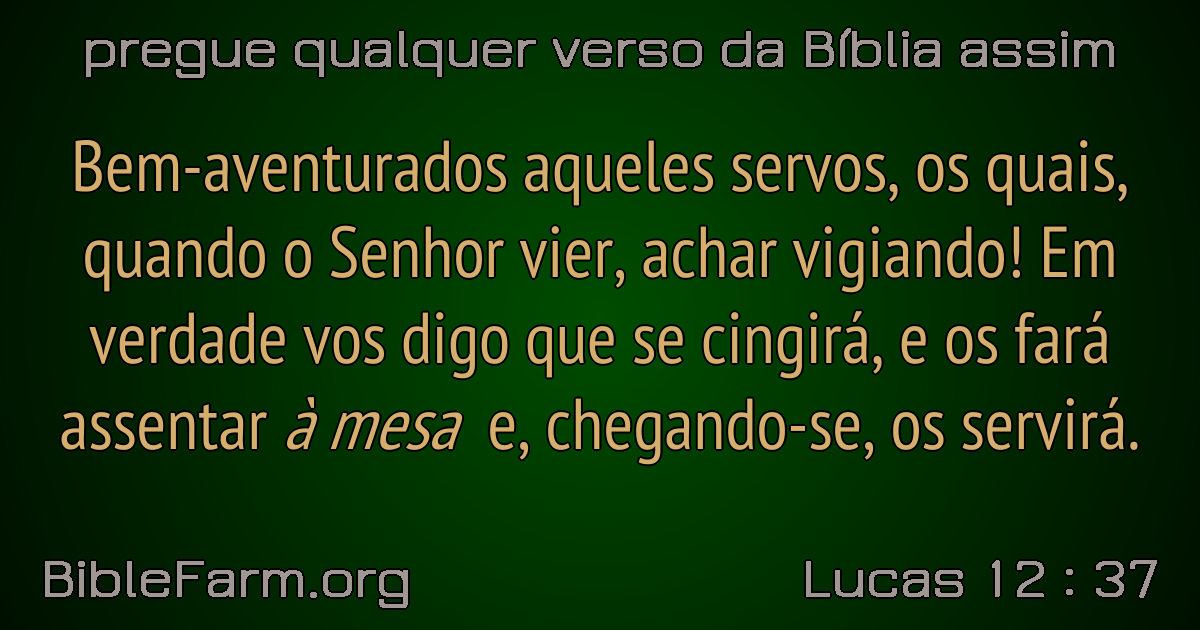 pregue qualquer verso da Bíblia assim
Bem-aventurados aqueles servos, os quais,
quando o Senhor vier, achar vigiando! Em
verdade vos digo que se cingirá, e os fará
assentar à mesa e, chegando-se, os servirá.
BibleFarm.org
Lucas 12 : 37